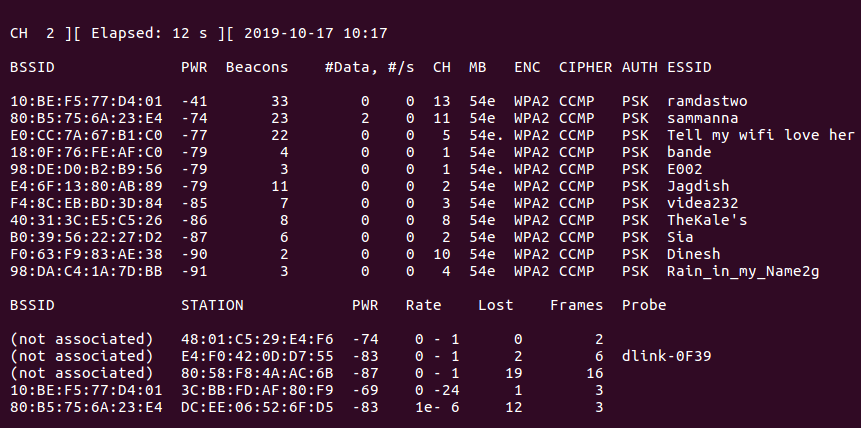 CH  2 ][ Elapsed: 12 s ][ 2019-10-17 10:17
BSSID              PWR  Beacons    #Data, #/s  CH  MB   ENC  CIPHER AUTH ESSID
10:BE:F5:77:D4:01  -41       33        0    0  13  54e  WPA2 CCMP   PSK  ramdastwo
80:B5:75:6A:23:E4  -74       23        2    0  11  54e  WPA2 CCMP   PSK  sammanna
E0:CC:7A:67:B1:C0  -77       22        0    0   5  54e. WPA2 CCMP   PSK  Tell my wifi love her
18:0F:76:FE:AF:C0  -79        4        0    0   1  54e  WPA2 CCMP   PSK  bande
98:DE:D0:B2:B9:56  -79        3        0    0   1  54e. WPA2 CCMP   PSK  E002
E4:6F:13:80:AB:89  -79       11        0    0   2  54e  WPA2 CCMP   PSK  Jagdish
F4:8C:EB:BD:3D:84  -85        7        0    0   3  54e  WPA2 CCMP   PSK  videa232
40:31:3C:E5:C5:26  -86        8        0    0   8  54e  WPA2 CCMP   PSK  TheKale's
B0:39:56:22:27:D2  -87        6        0    0   2  54e  WPA2 CCMP   PSK  Sia
F0:63:F9:83:AE:38  -90        2        0    0  10  54e  WPA2 CCMP   PSK  Dinesh
98:DA:C4:1A:7D:BB  -91        3        0    0   4  54e  WPA2 CCMP   PSK  Rain_in_my_Name2g
BSSID              STATION            PWR   Rate    Lost    Frames  Probe
(not associated)   48:01:C5:29:E4:F6  -74    0 - 1      0        2
(not associated)   E4:F0:42:0D:D7:55  -83    0 - 1      2        6  dlink-0F39
(not associated)   80:58:F8:4A:AC:6B  -87    0 - 1     19       16
10:BE:F5:77:D4:01  3C:BB:FD:AF:80:F9  -69    0 -24      1        3
80:B5:75:6A:23:E4  DC:EE:06:52:6F:D5  -83    1e- 6     12        3